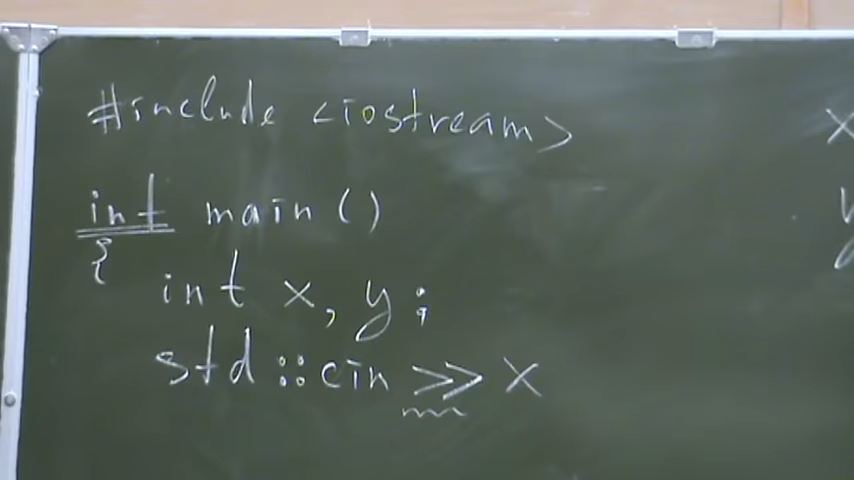 #include <iostream>
int main()
{
int x, y;
std::cin >> x
x
y